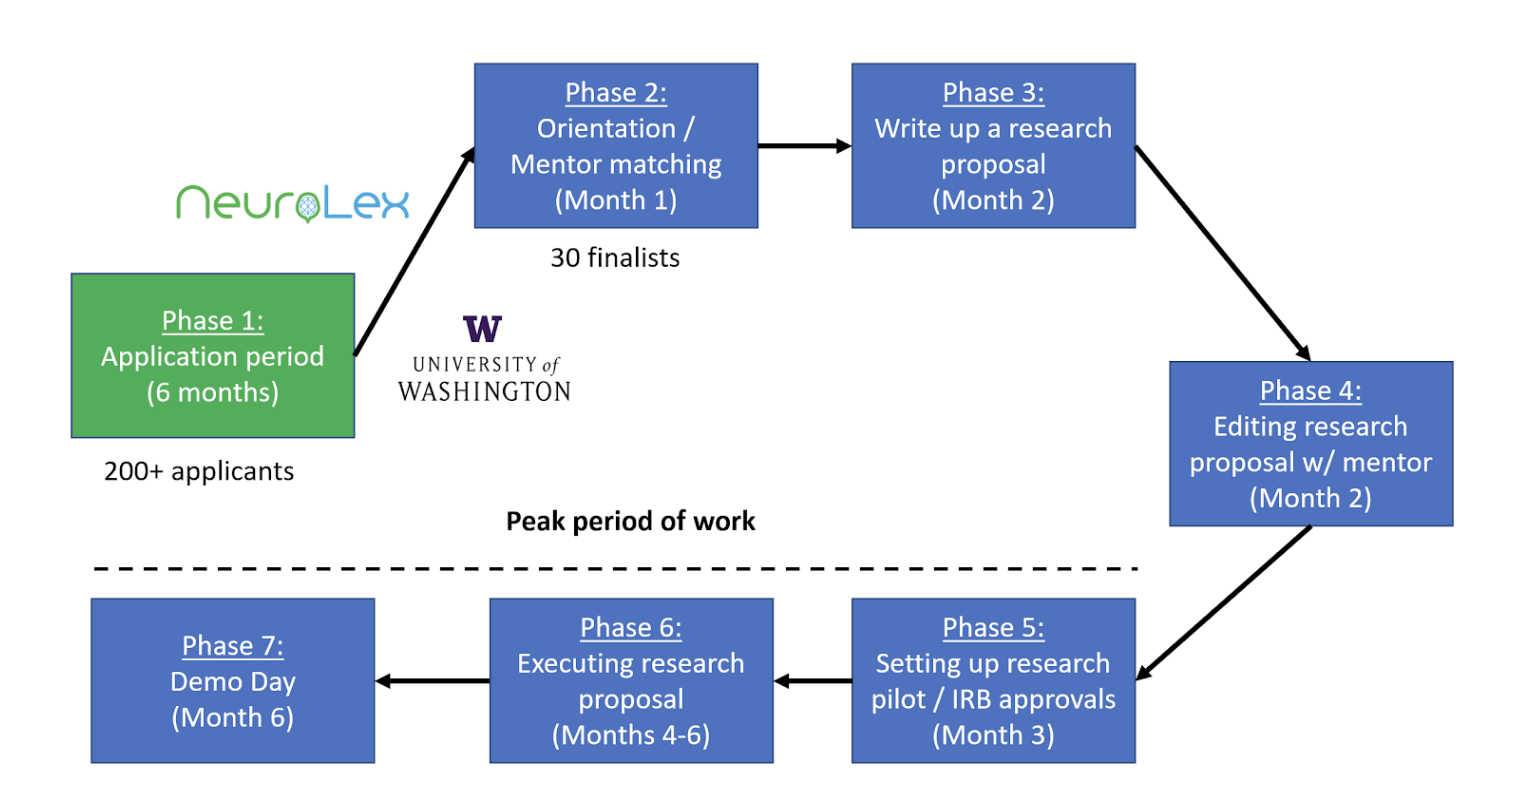 NeuroLex
Phase 1:
Application period
(6 months)
200+ applicants
Phase 2:
Orientation /
Mentor matching
(Month 1)
30 finalists
W
UNIVERSITY of
WASHINGTON
Phase 3:
Write up a research
proposal
(Month 2)
Phase 4:
Editing research
proposal w/ mentor
(Month 2)
Peak period of work
Phase 5:
Setting up research
pilot / IRB approvals
(Month 3)
Phase 6:
Executing research
proposal
(Months 4-6)
Phase 7:
Demo Day
(Month 6)